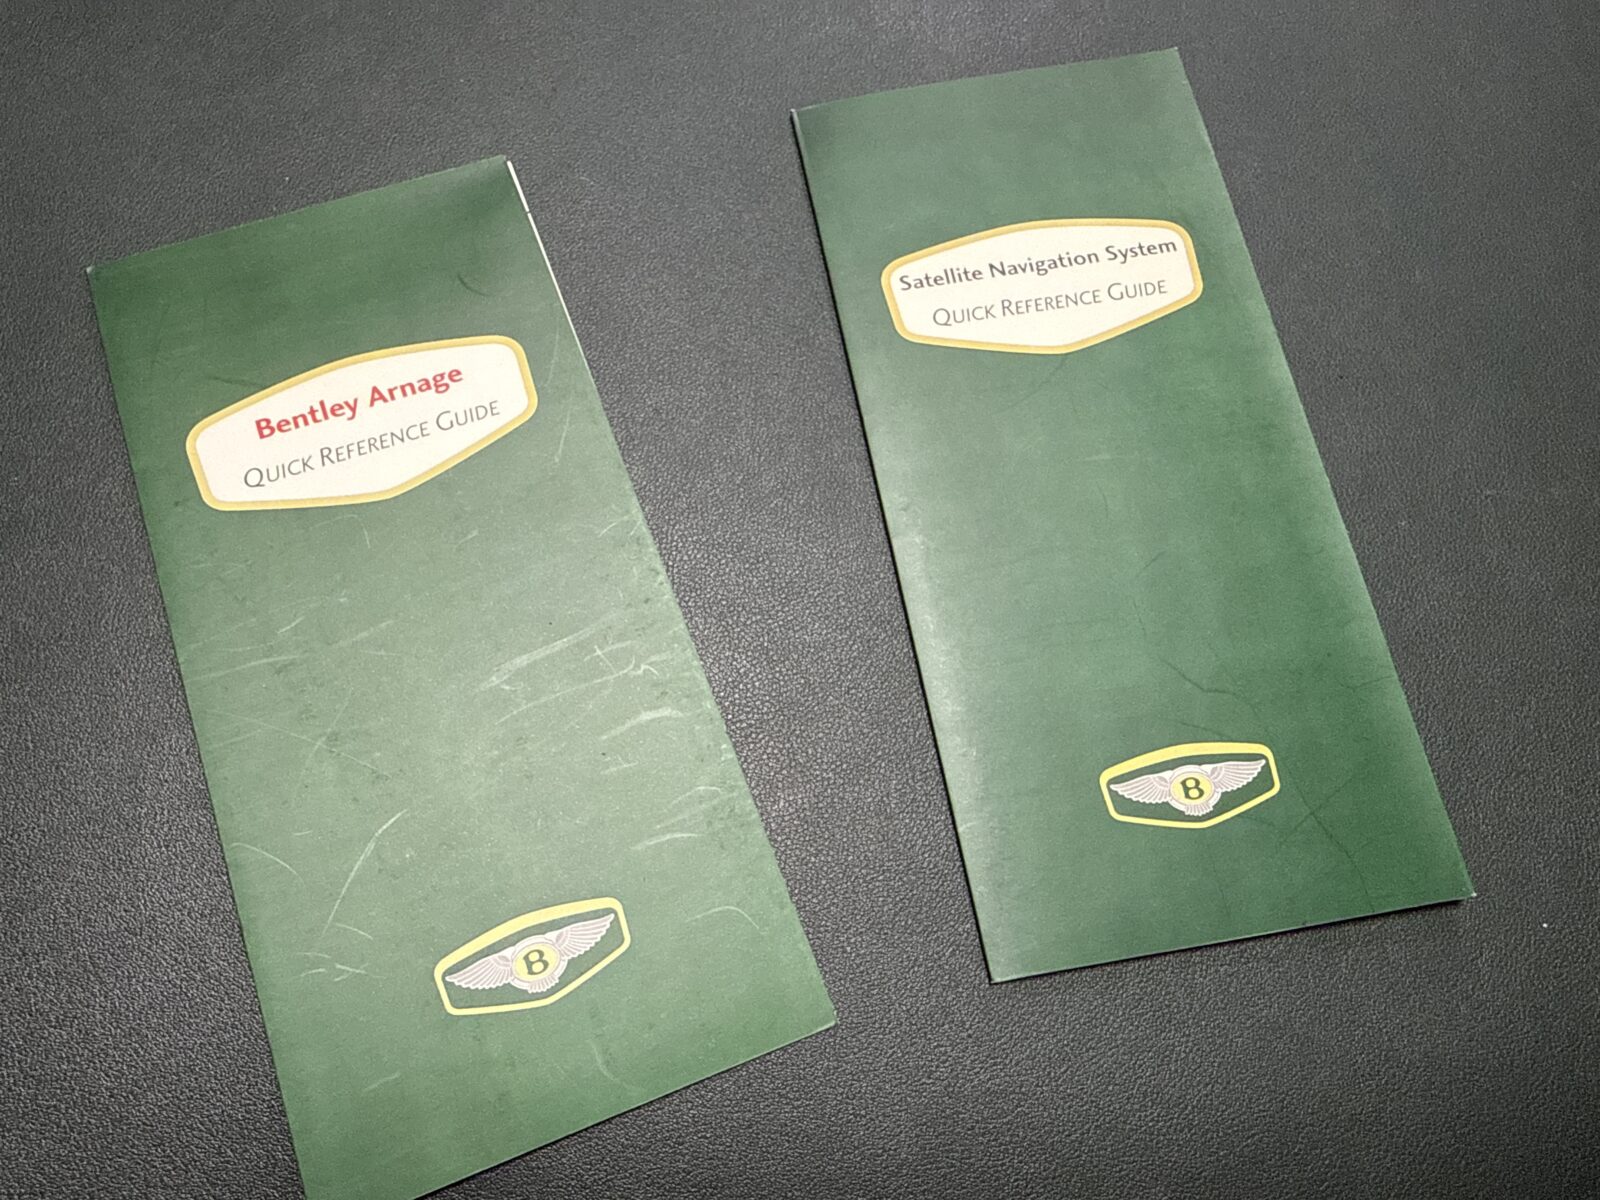 Bentley Arnage
QUICK REFERENCE GUIDE
B
Satellite Navigation System
QUICK REFERENCE GUIDE
B